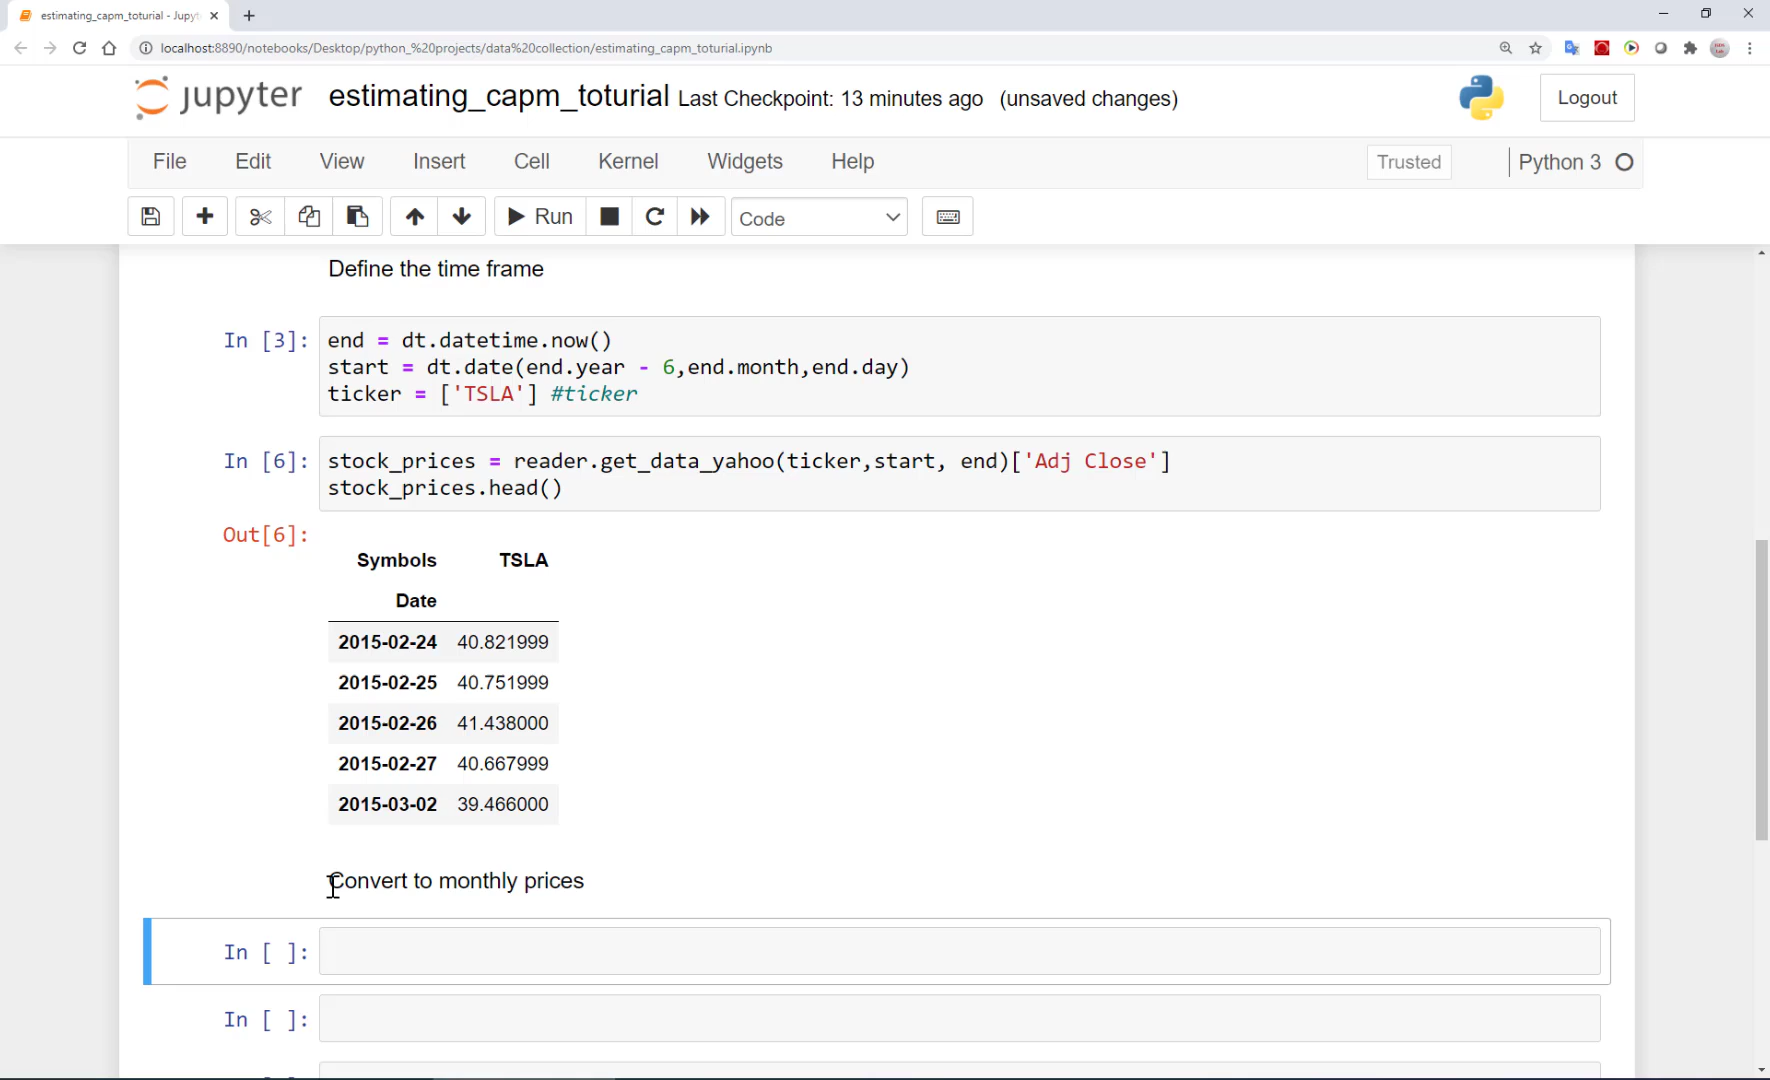 estimating_capm_toturial - Jupyt
localhost:8890/notebooks/Desktop/python_%20projects/data%20collection/estimating_capm_toturial.ipynb
jupyter estimating_capm_toturial Last Checkpoint: 13 minutes ago (unsaved changes)
Logout
File Edit View Insert Cell Kernel Widgets Help
Trusted
Python 3
Run
Code
Define the time frame
In [3]: end = dt.datetime.now()
start = dt.date(end.year - 6,end.month,end.day)
ticker = ['TSLA'] #ticker
In [6]: stock_prices = reader.get_data_yahoo(ticker,start, end)['Adj Close']
stock_prices.head()
Out[6]:
Symbols TSLA
Date
2015-02-24 40.821999
2015-02-25 40.751999
2015-02-26 41.438000
2015-02-27 40.667999
2015-03-02 39.466000
Convert to monthly prices
In [ ]:
In [ ]: